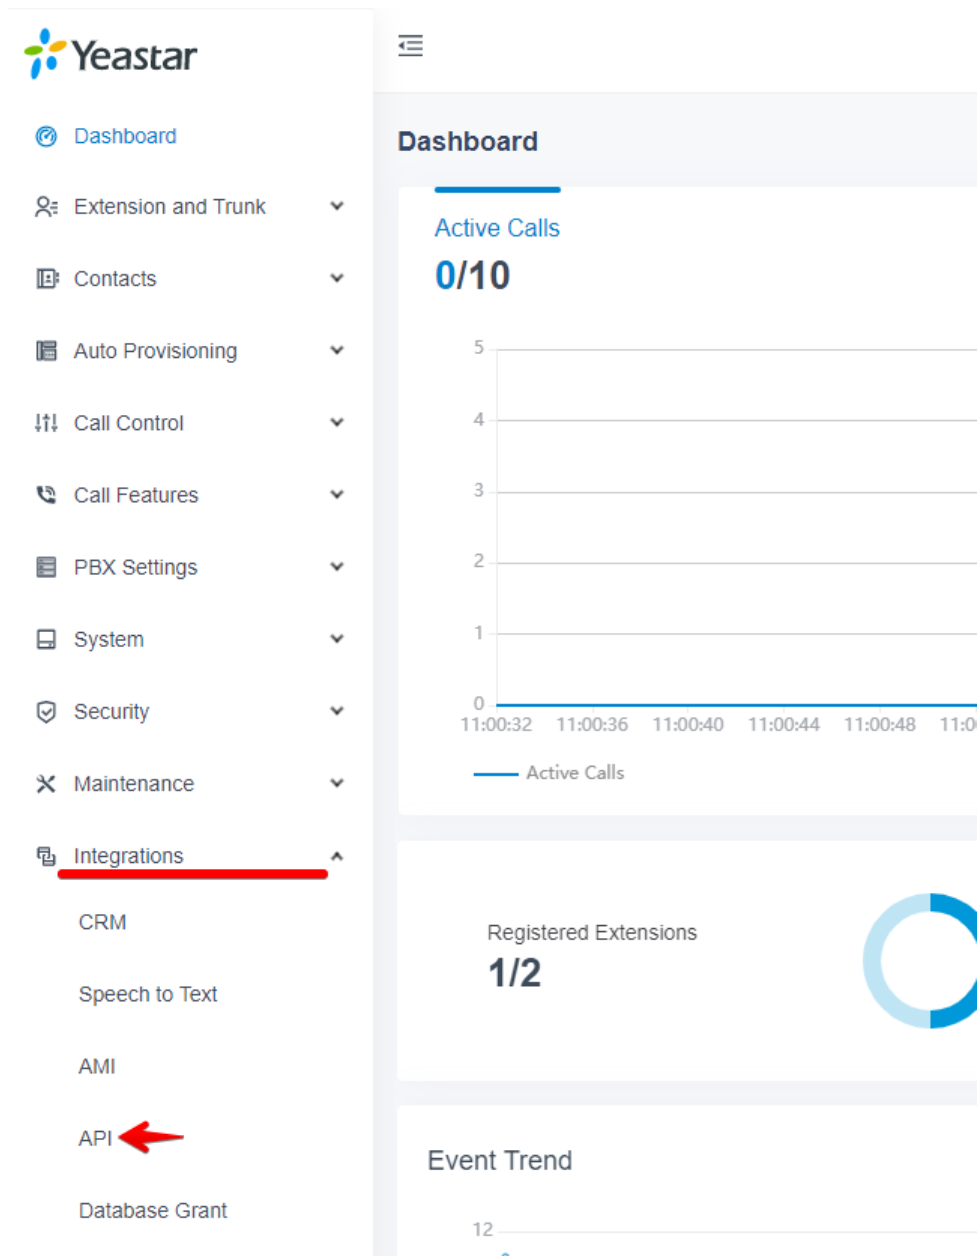 Yeastar
Dashboard
Extension and Trunk
Contacts
Auto Provisioning
Call Control
Call Features
PBX Settings
System
Security
Maintenance
Integrations
CRM
Speech to Text
AMI
API
Database Grant
Dashboard
Active Calls
0/10
5
4
3
2
1
0
11:00:32 11:00:36 11:00:40 11:00:44 11:00:48 11:0
Active Calls
Registered Extensions
1/2
Event Trend
12